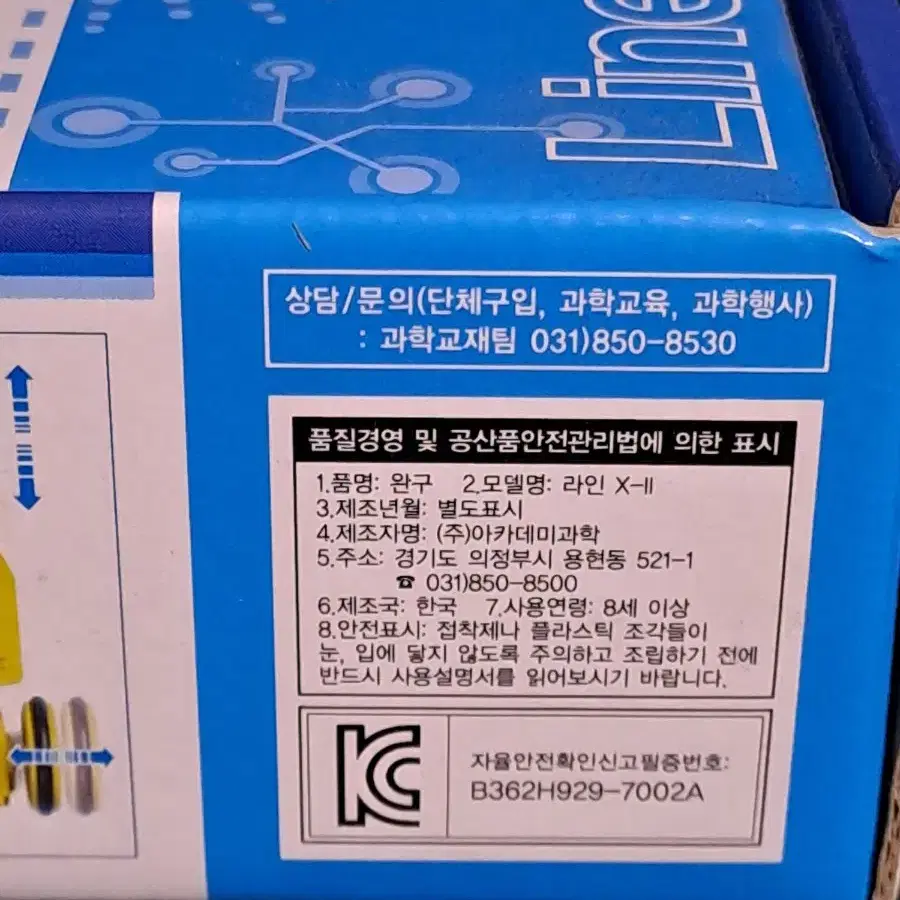 Line
상담/문의(단체구입, 과학교육, 과학행사)
: 과학교재팀 031)850-8530
품질경영 및 공산품안전관리법에 의한 표시
1.품명: 완구 2.모델명: 라인 X-II
3.제조년월: 별도표시
4.제조자명: (주)아카데미과학
5.주소: 경기도 의정부시 용현동 521-1
☎ 031)850-8500
6.제조국: 한국 7.사용연령: 8세 이상
8.안전표시: 접착제나 플라스틱 조각들이
눈, 입에 닿지 않도록 주의하고 조립하기 전에
반드시 사용설명서를 읽어보시기 바랍니다.
KC
자율안전확인신고필증번호:
B362H929-7002A